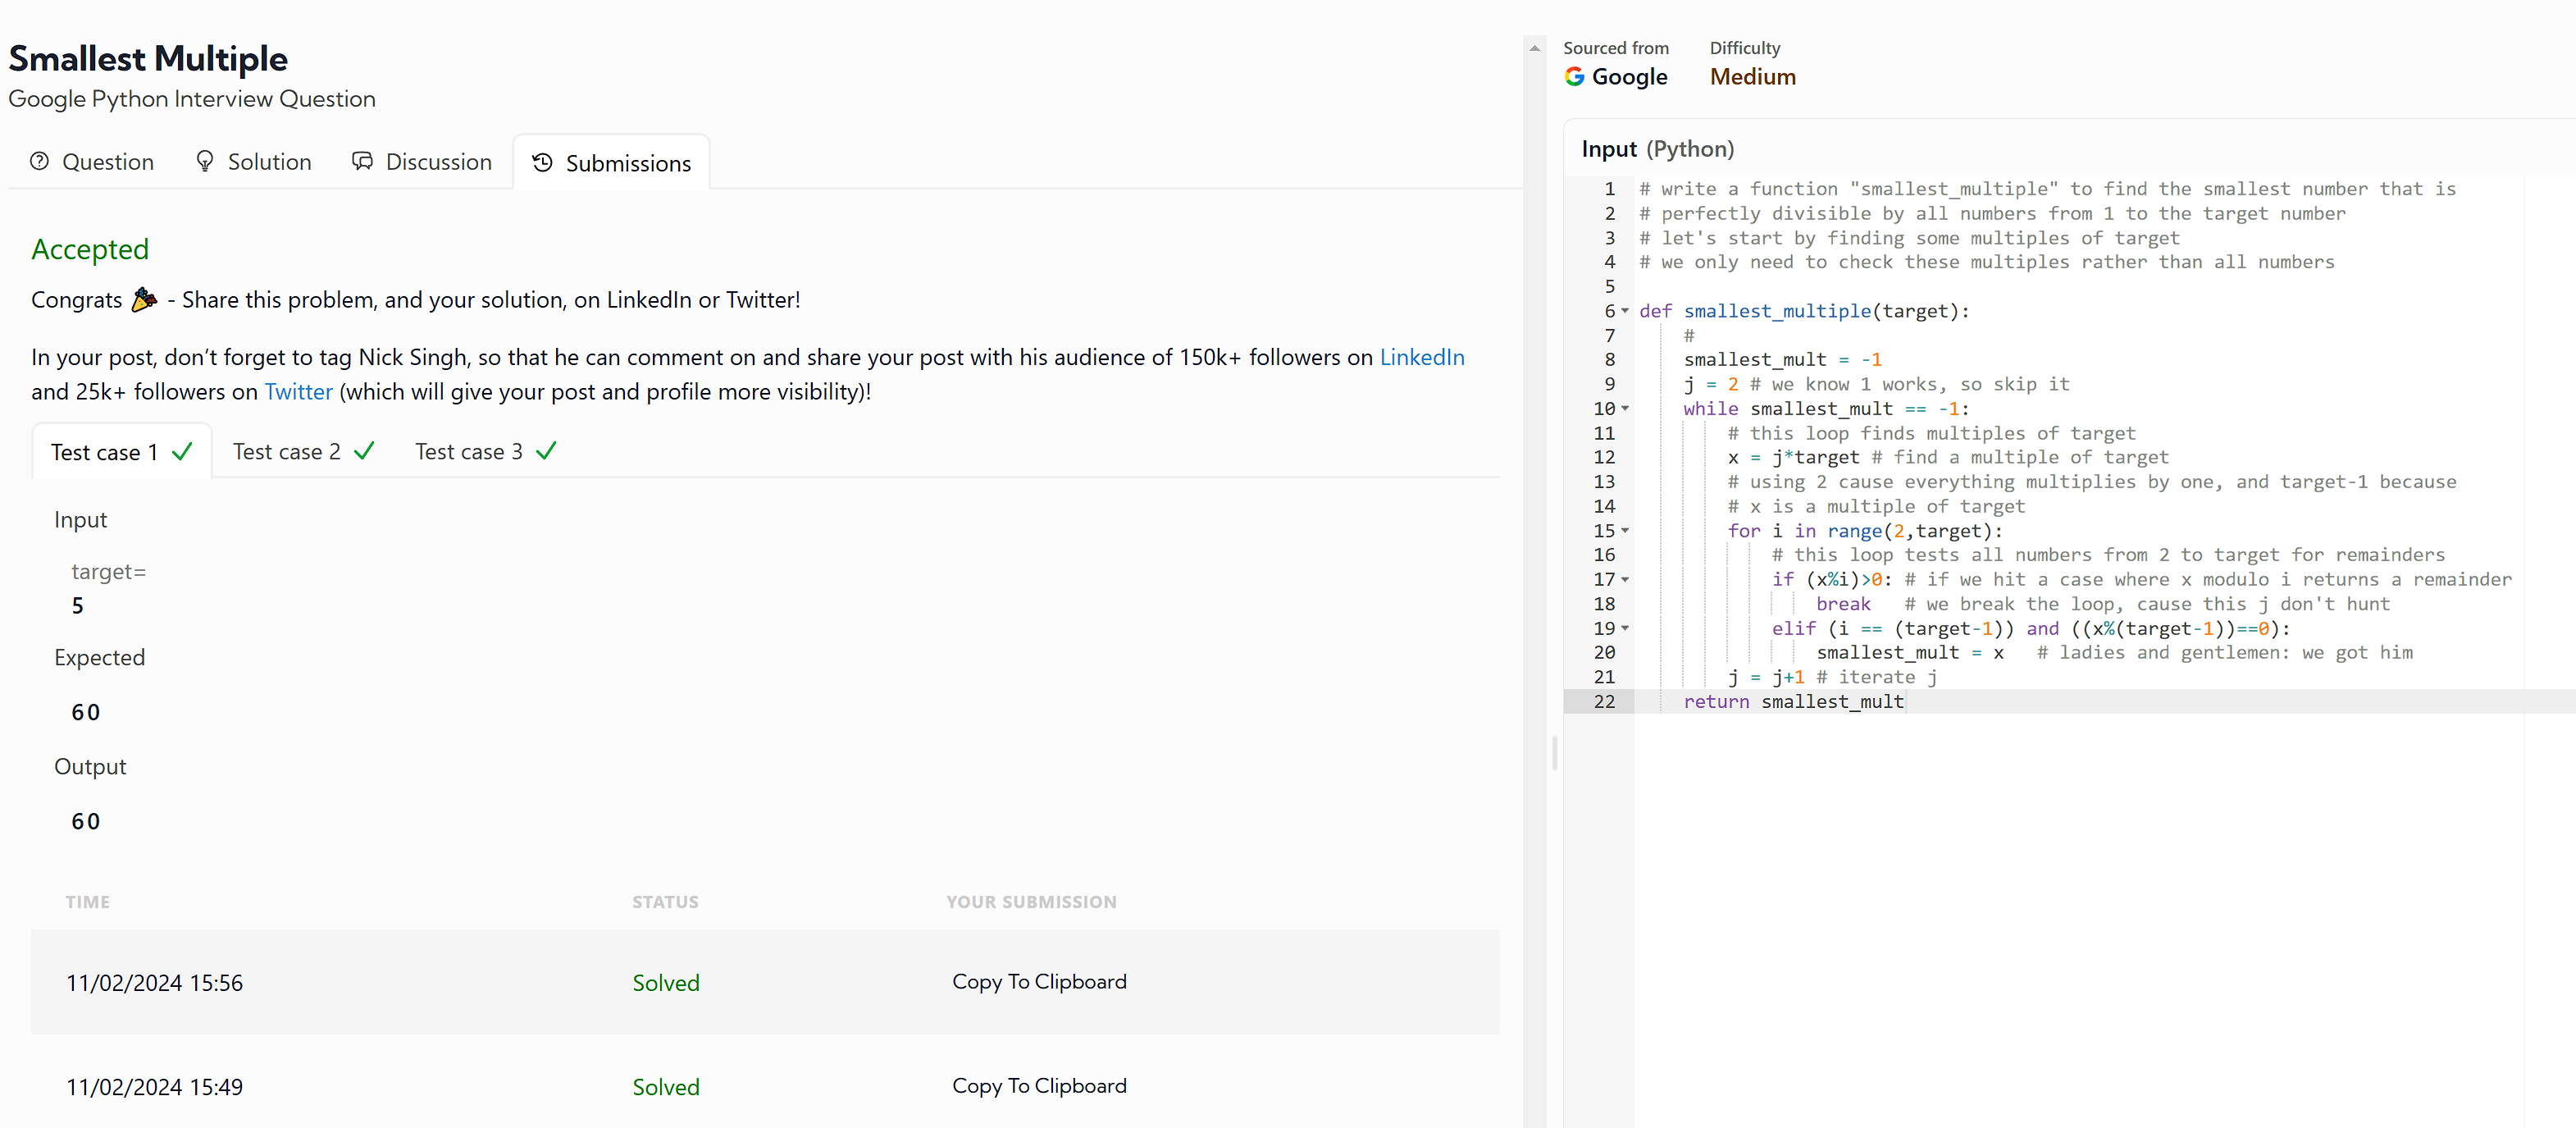 Smallest Multiple
Google Python Interview Question
Question
Solution
Discussion
Submissions
Accepted
Congrats 🎉 - Share this problem, and your solution, on LinkedIn or Twitter!
In your post, don’t forget to tag Nick Singh, so that he can comment on and share your post with his audience of 150k+ followers on LinkedIn
and 25k+ followers on Twitter (which will give your post and profile more visibility)!
Test case 1 ✓
Test case 2 ✓
Test case 3 ✓
Input
target=
5
Expected
60
Output
60
TIME STATUS YOUR SUBMISSION
11/02/2024 15:56 Solved Copy To Clipboard
11/02/2024 15:49 Solved Copy To Clipboard
Sourced from
Google
Difficulty
Medium
Input (Python)
1 # write a function "smallest_multiple" to find the smallest number that is
2 # perfectly divisible by all numbers from 1 to the target number
3 # let's start by finding some multiples of target
4 # we only need to check these multiples rather than all numbers
5
6 def smallest_multiple(target):
7     #
8     smallest_mult = -1
9     j = 2 # we know 1 works, so skip it
10     while smallest_mult == -1:
11         # this loop finds multiples of target
12         x = j*target # find a multiple of target
13         # using 2 cause everything multiplies by one, and target-1 because
14         # x is a multiple of target
15         for i in range(2,target):
16             # this loop tests all numbers from 2 to target for remainders
17             if (x%i)>0: # if we hit a case where x modulo i returns a remainder
18                 break   # we break the loop, cause this j don't hunt
19             elif (i == (target-1)) and ((x%(target-1))==0):
20                 smallest_mult = x   # ladies and gentlemen: we got him
21         j = j+1 # iterate j
22     return smallest_mult